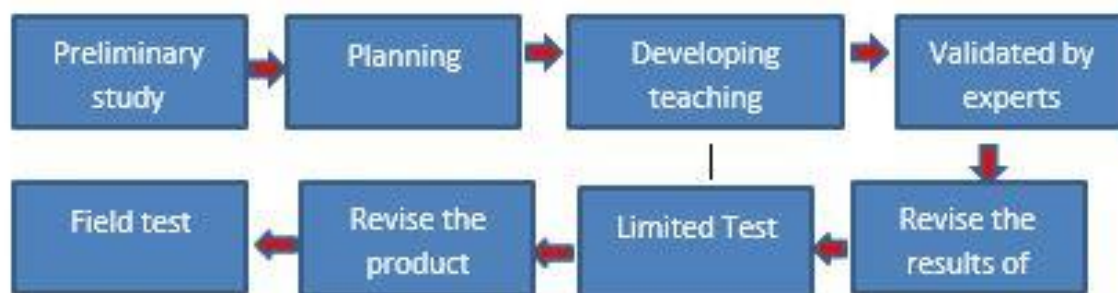 Preliminary
study
Planning
Developing
teaching
Validated by
experts
Field test
Revise the
product
Limited Test
Revise the
results of